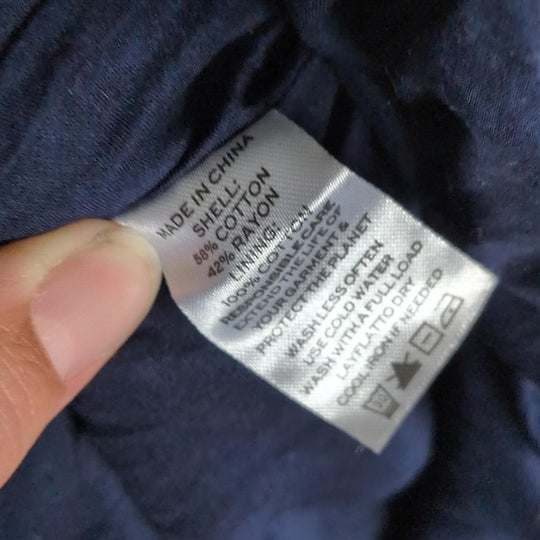 MADE IN CHINA
SHELL:
58% COTTON
42% RAYON
LINING:
100% COTTON
RESPONSIBLE CARE
EXTEND THE LIFE OF
YOUR GARMENT &
PROTECT THE PLANET
WASH LESS OFTEN
USE COLD WATER
WASH WITH A FULL LOAD
LAY FLAT TO DRY
COOL IRON IF NEEDED
30